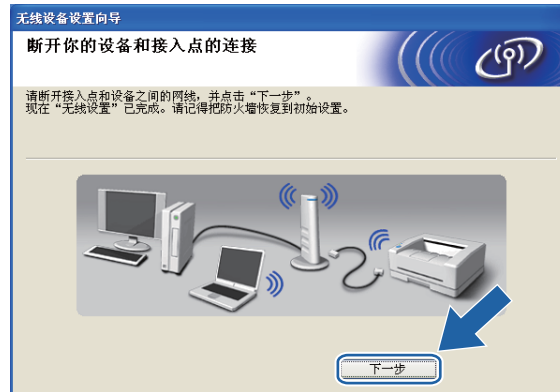 无线设备设置向导
断开你的设备和接入点的连接
请断开接入点和设备之间的网线，并点击“下一步”。
现在“无线设置”已完成。请记得把防火墙恢复到初始设置。
下一步